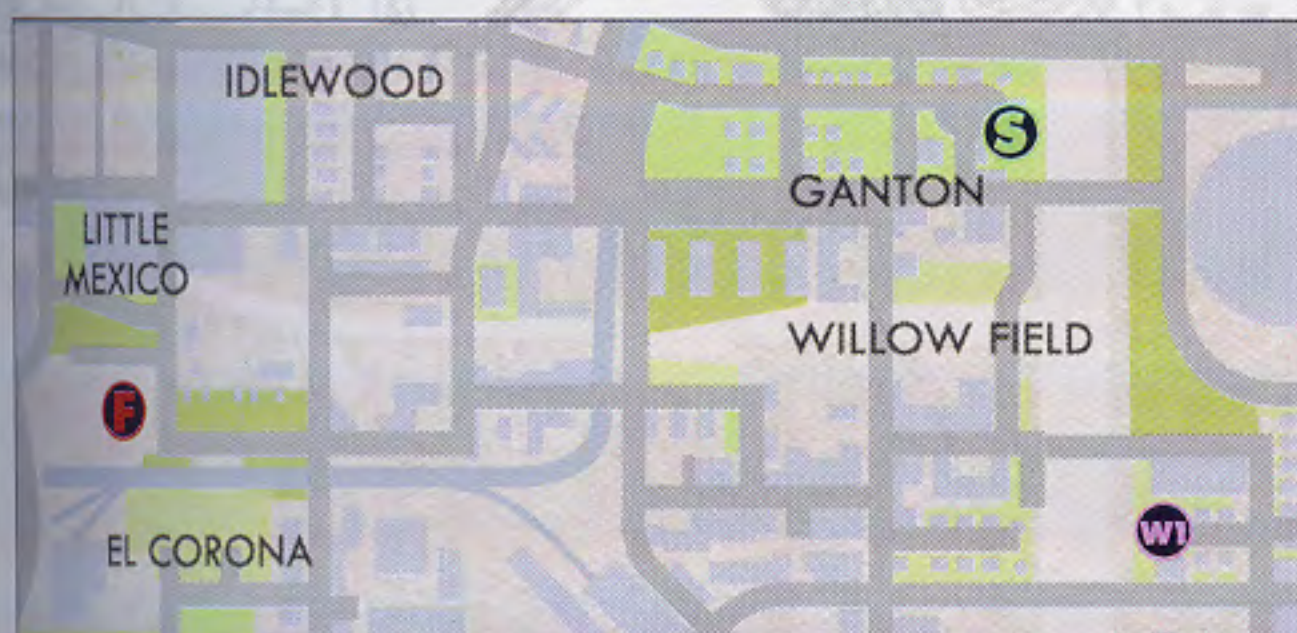 IDLEWOOD
S
GANTON
LITTLE
MEXICO
WILLOW FIELD
F
W1
EL CORONA